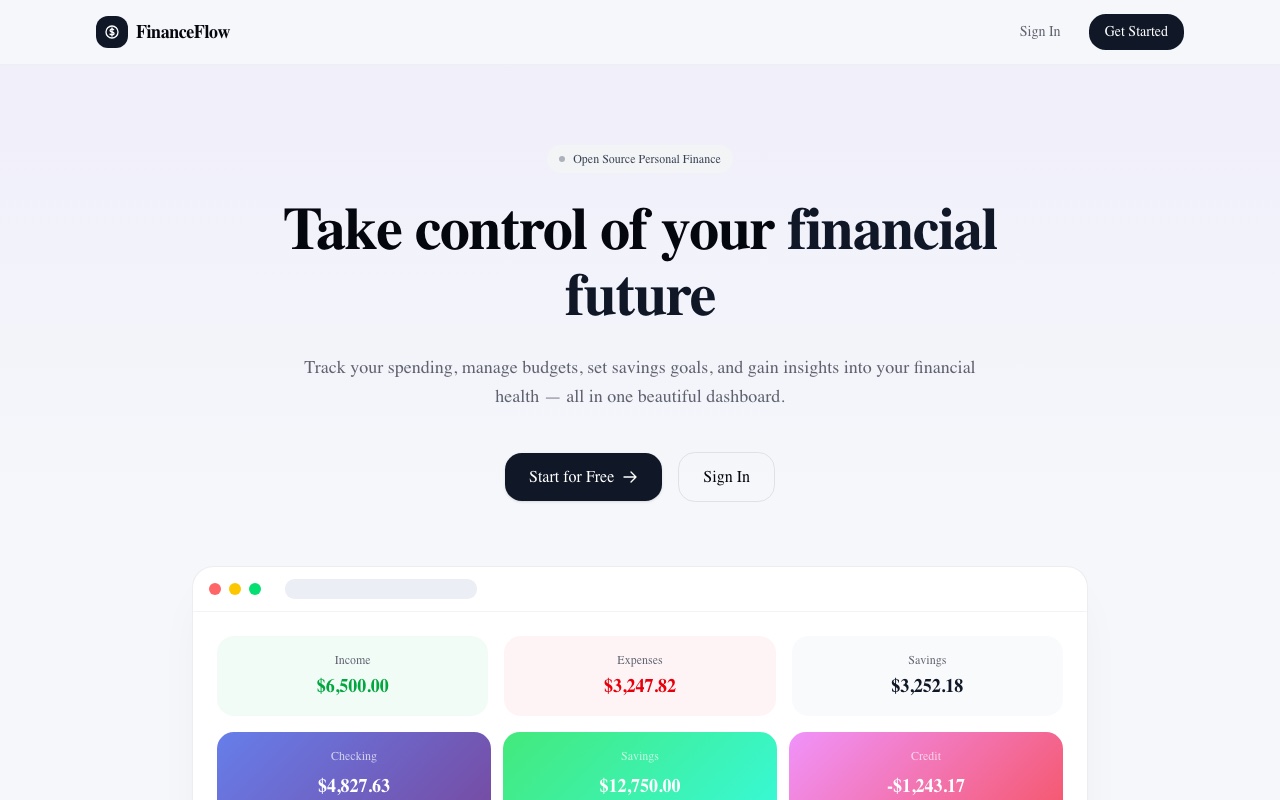 FinanceFlow
Sign In
Get Started
Open Source Personal Finance
Take control of your financial
future
Track your spending, manage budgets, set savings goals, and gain insights into your financial
health — all in one beautiful dashboard.
Start for Free
Sign In
Income
$6,500.00
Expenses
$3,247.82
Savings
$3,252.18
Checking
$4,827.63
Savings
$12,750.00
Credit
-$1,243.17